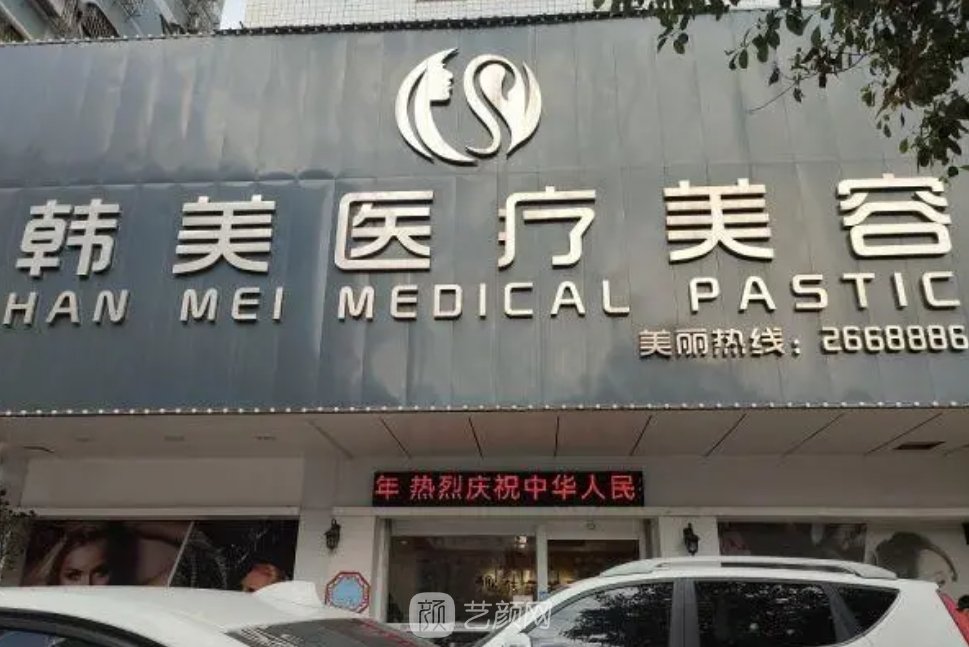 韩美医疗美容
HAN MEI MEDICAL PASTIC
美丽热线：2668886
年 热烈庆祝中华人民
颜 艺颜网